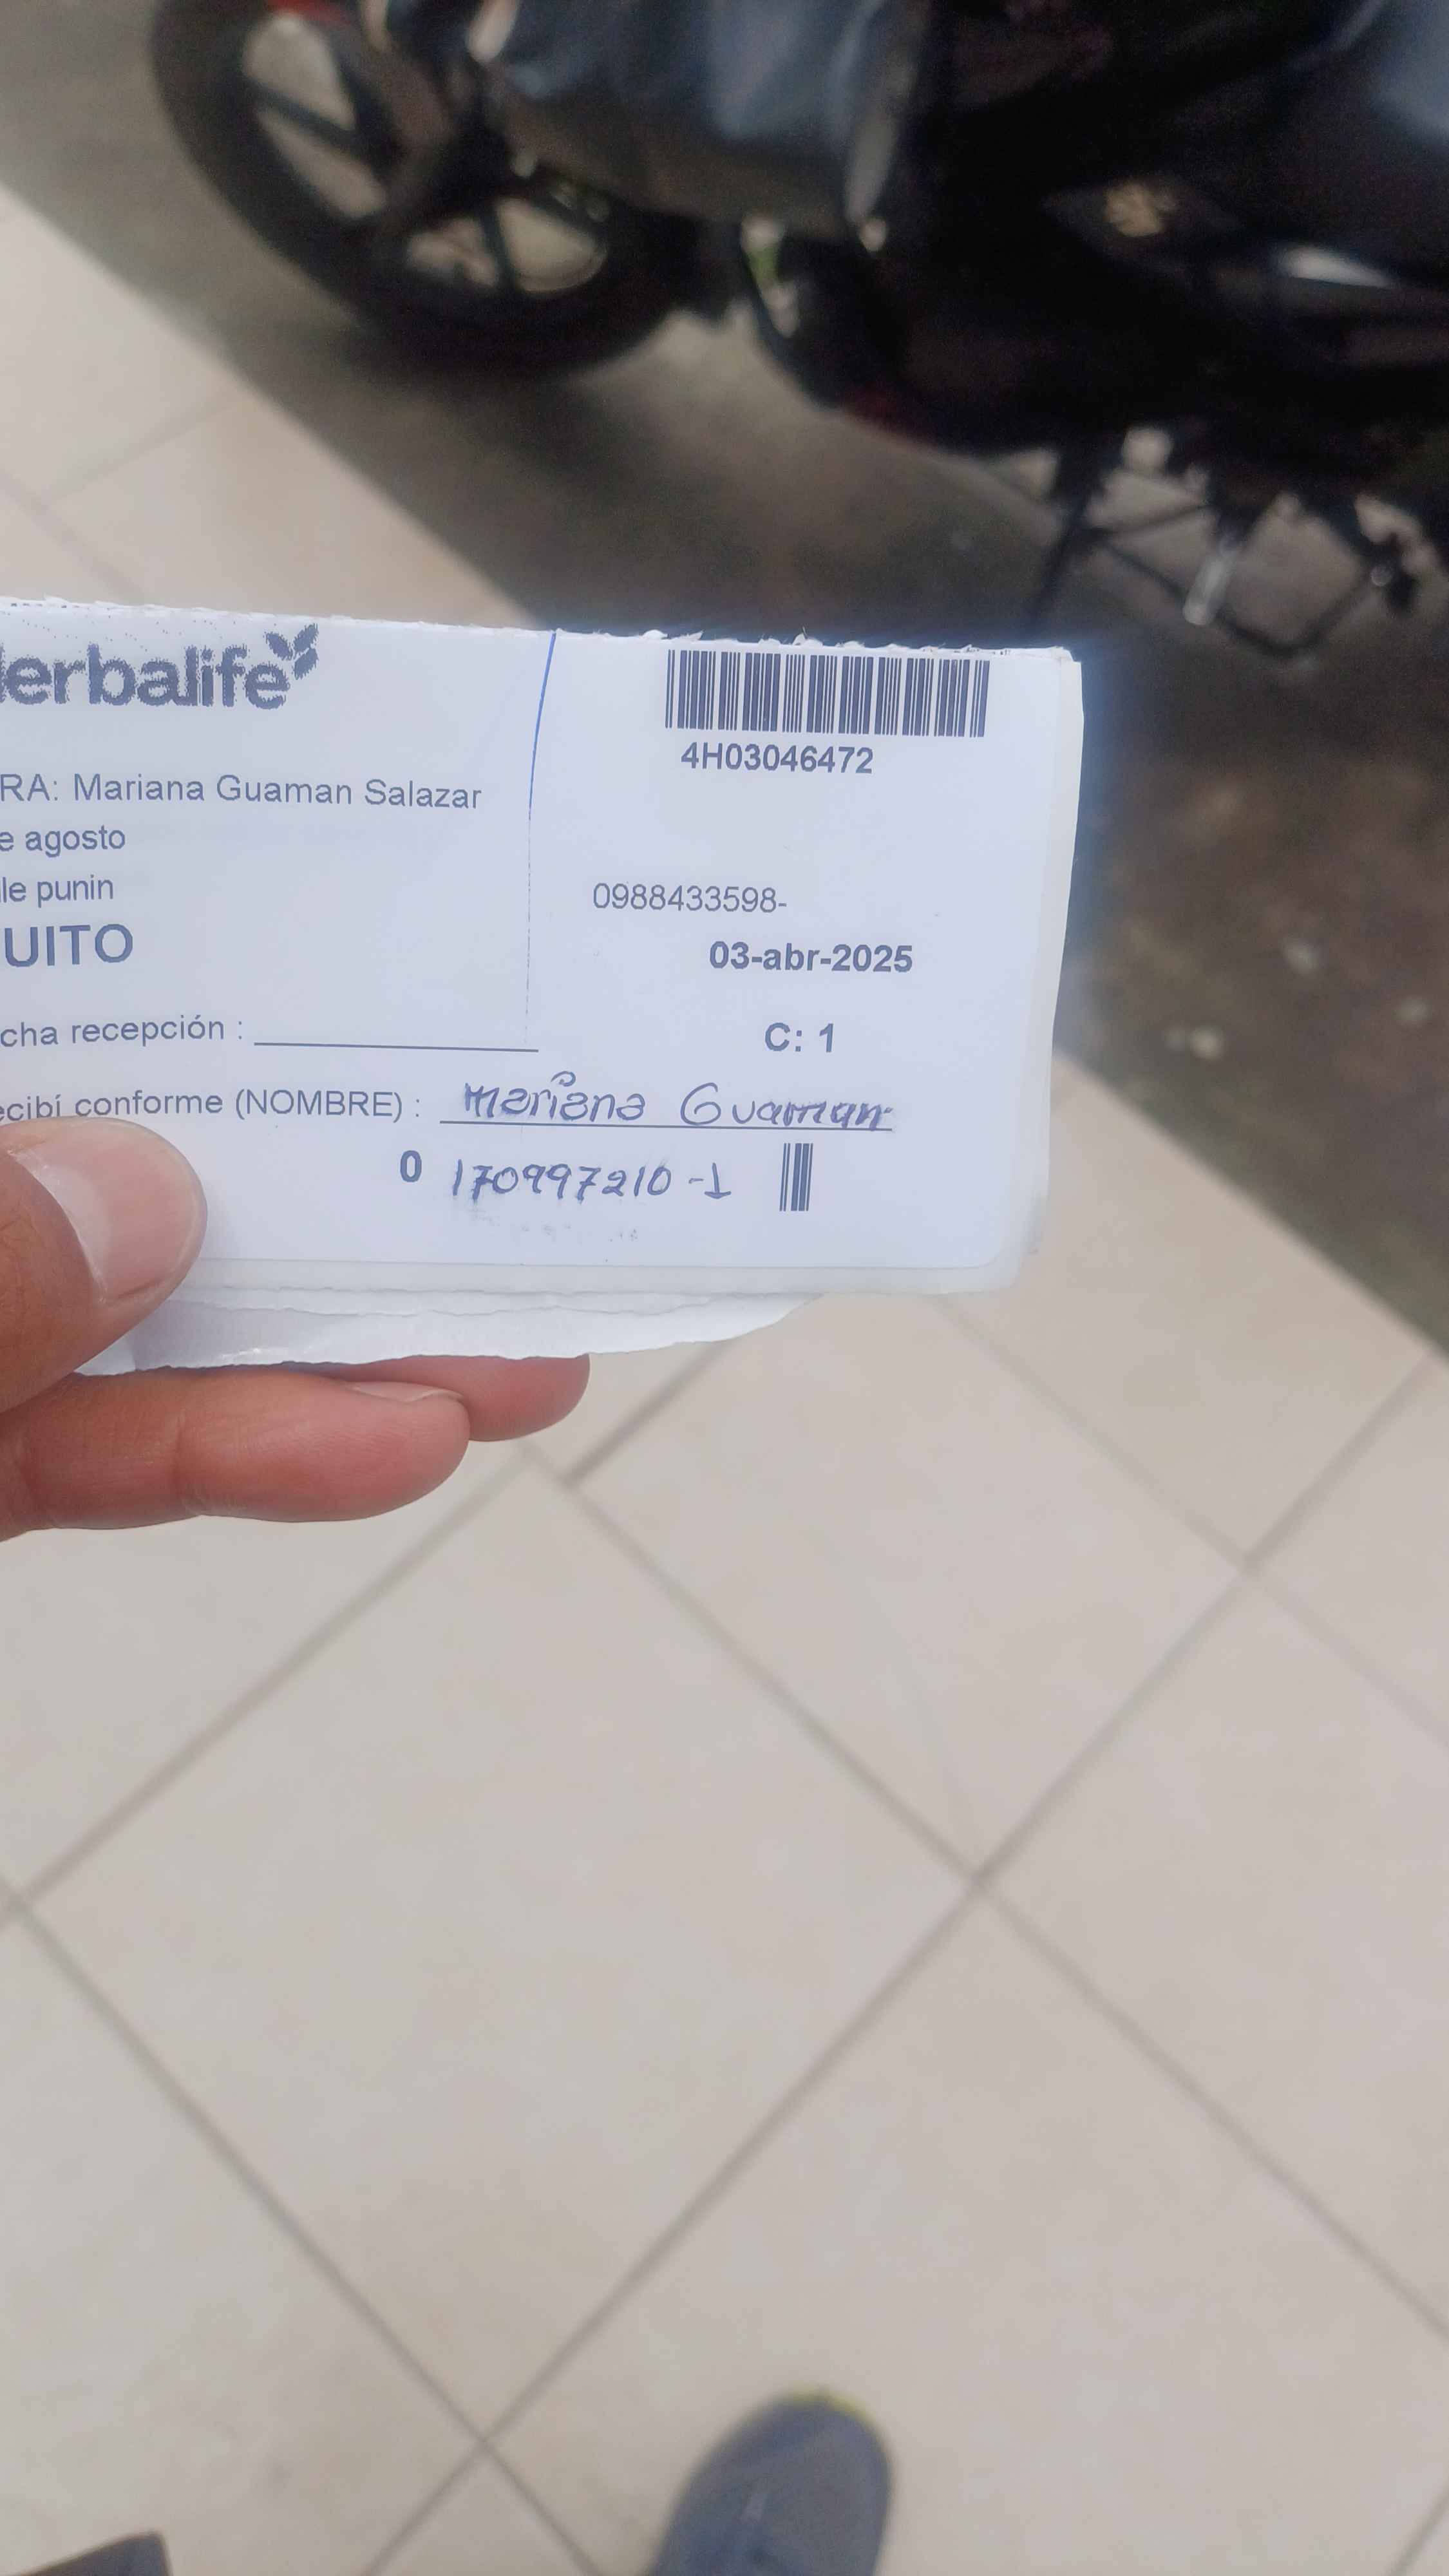 Herbalife
4H03046472
RA: Mariana Guaman Salazar
e agosto
le punin
0988433598-
UITO
03-abr-2025
cha recepción :
C: 1
ecibí conforme (NOMBRE) : Mariana Guaman
0 170997210-1